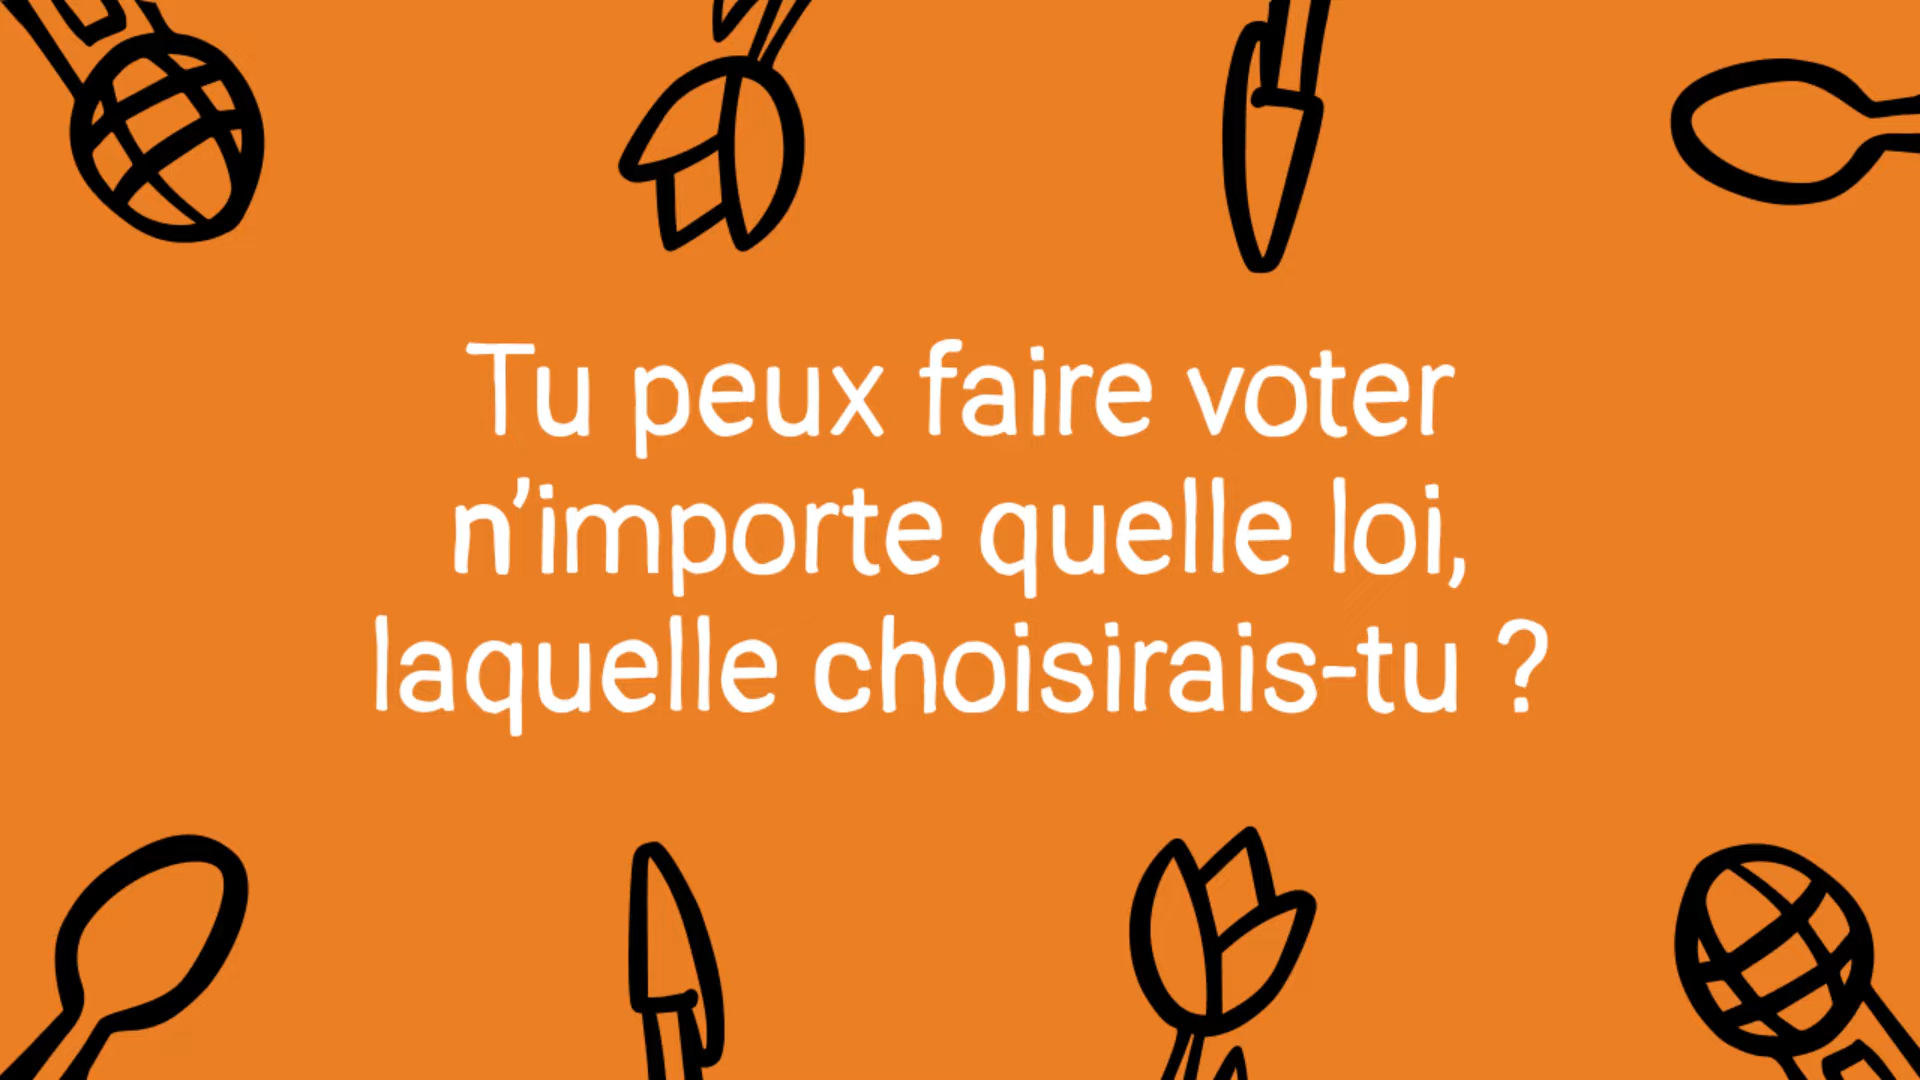 Tu peux faire voter
n’importe quelle loi,
laquelle choisirais-tu ?